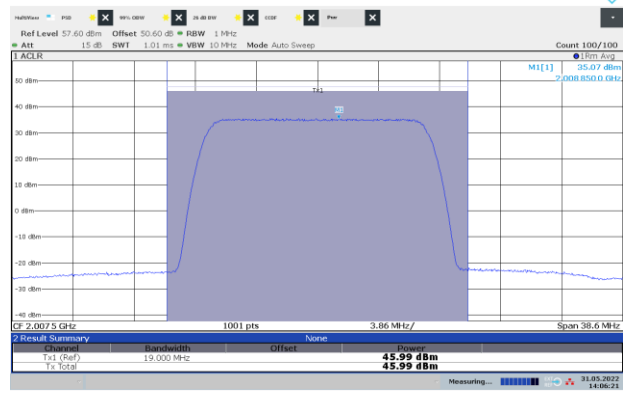 MultiView PSD 99% OBW 26 dB BW CCDF Pwr
Ref Level 57.60 dBm Offset 50.60 dB RBW 1 MHz
Att 15 dB SWT 1.01 ms VBW 10 MHz Mode Auto Sweep Count 100/100
1 ACLR 1Rm Avg
M1[1] 35.07 dBm
2.008 850 0 GHz
50 dBm
Tx1
40 dBm
M1
30 dBm
20 dBm
10 dBm
0 dBm
-10 dBm
-20 dBm
-30 dBm
-40 dBm
CF 2.0075 GHz 1001 pts 3.86 MHz/ Span 38.6 MHz
2 Result Summary None
Channel Bandwidth Offset Power
Tx1 (Ref) 19.000 MHz 45.99 dBm
Tx Total 45.99 dBm
Measuring... 31.05.2022
14:06:21